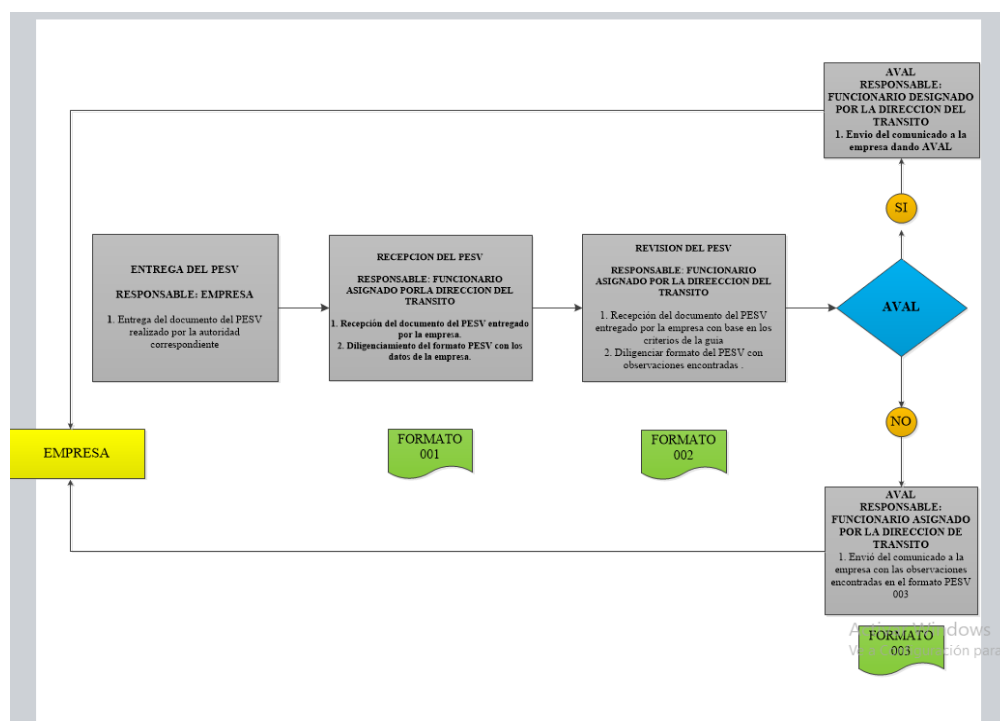 AVAL
RESPONSABLE:
FUNCIONARIO DESIGNADO
POR LA DIRECCION DEL
TRANSITO
1. Envio del comunicado a la
empresa dando AVAL
SI
ENTREGA DEL PESV
RESPONSABLE: EMPRESA
1. Entrega del documento del PESV
realizado por la autoridad
correspondiente
RECEPCION DEL PESV
RESPONSABLE: FUNCIONARIO
ASIGNADO PORLA DIRECCION DEL
TRANSITO
1. Recepción del documento del PESV entregado
por la empresa.
2. Diligenciamiento del formato PESV con los
datos de la empresa.
REVISION DEL PESV
RESPONSABLE: FUNCIONARIO
ASIGNADO POR LA DIREECCION DEL
TRANSITO
1. Recepción del documento del PESV
entregado por la empresa con base en los
criterios de la guia
2. Diligenciar formato del PESV con
observaciones encontradas .
AVAL
NO
EMPRESA
FORMATO
001
FORMATO
002
AVAL
RESPONSABLE:
FUNCIONARIO ASIGNADO
POR LA DIRECCION DE
TRANSITO
1. Envió del comunicado a la
empresa con las observaciones
encontradas en el formato PESV
003
FORMATO
003